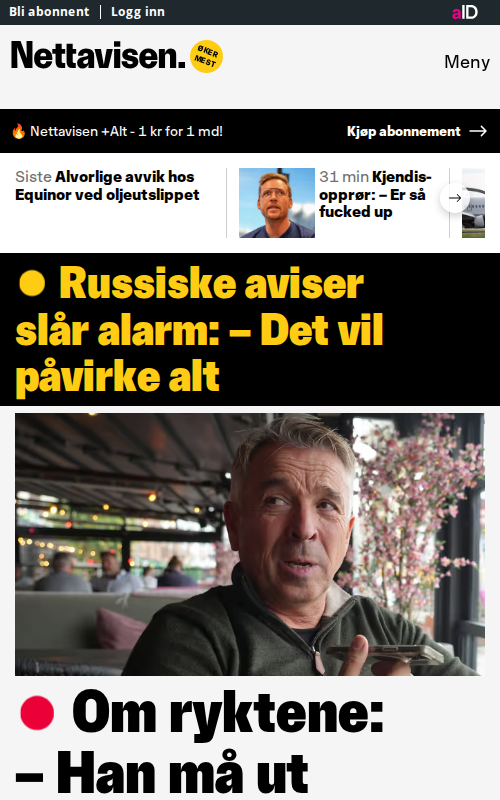 Bli abonnent
Logg inn
aID
Nettavisen.
ØKER
MEST
Meny
🔥 Nettavisen +Alt - 1 kr for 1 md!
Kjøp abonnement →
Siste Alvorlige avvik hos
Equinor ved oljeutslippet
31 min Kjendis-
opprør: – Er så
fucked up
Russiske aviser
slår alarm: – Det vil
påvirke alt
Om ryktene:
– Han må ut